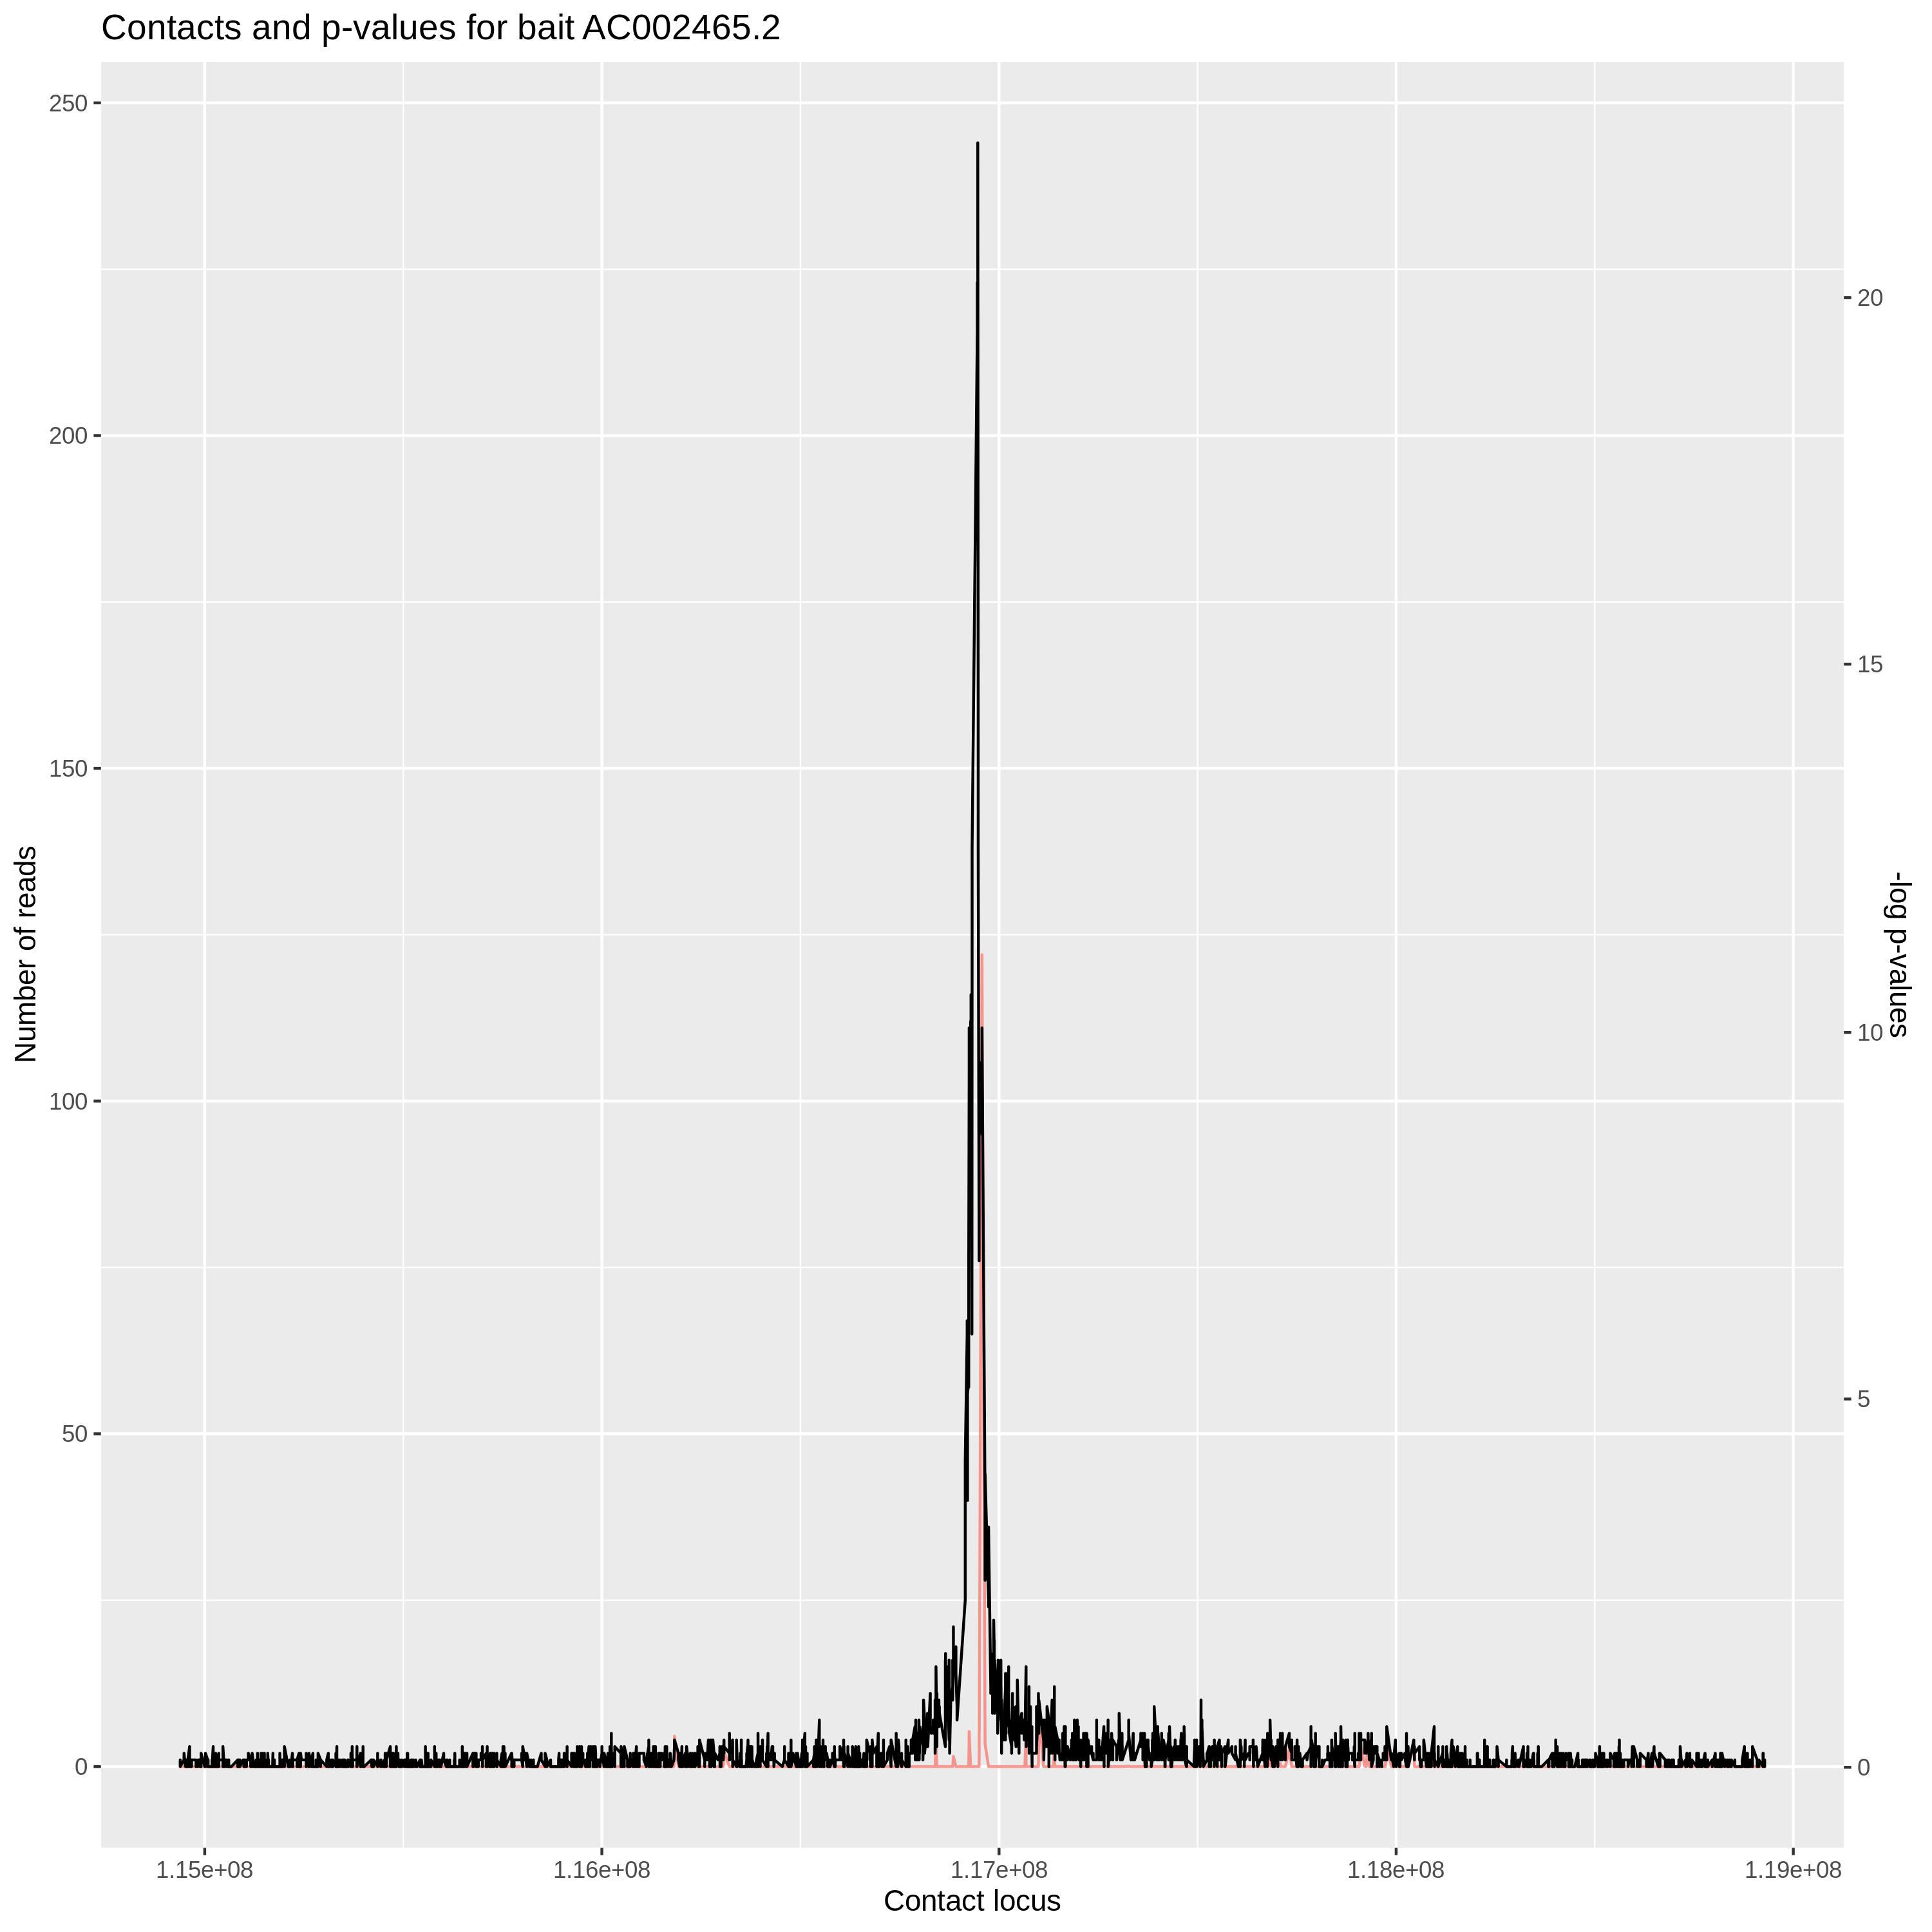 Contacts and p-values for bait AC002465.2
250
200
150
100
50
0
Number of reads
20
15
10
5
0
-log p-values
1.15e+08
1.16e+08
1.17e+08
1.18e+08
1.19e+08
Contact locus